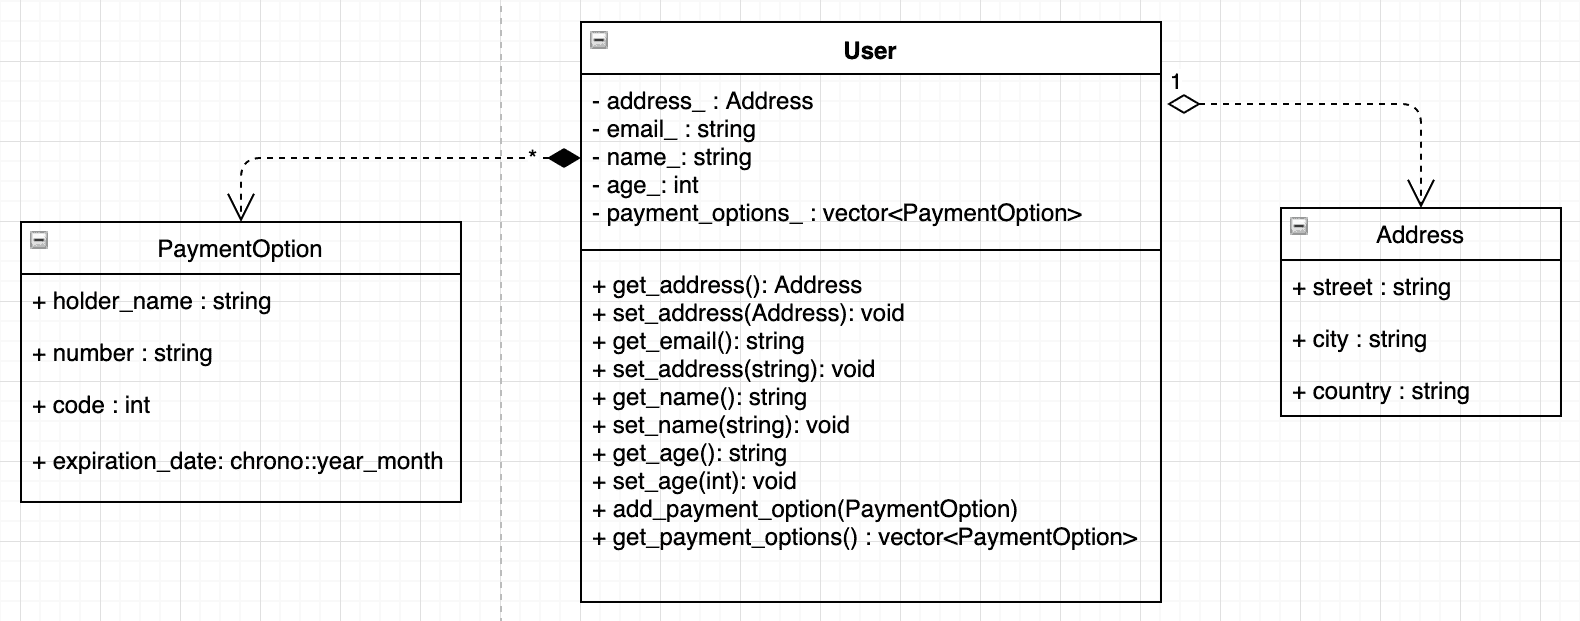 User
- address_ : Address
- email_ : string
- name_: string
- age_: int
- payment_options_ : vector<PaymentOption>
+ get_address(): Address
+ set_address(Address): void
+ get_email(): string
+ set_address(string): void
+ get_name(): string
+ set_name(string): void
+ get_age(): string
+ set_age(int): void
+ add_payment_option(PaymentOption)
+ get_payment_options() : vector<PaymentOption>
*
1
PaymentOption
+ holder_name : string
+ number : string
+ code : int
+ expiration_date: chrono::year_month
Address
+ street : string
+ city : string
+ country : string